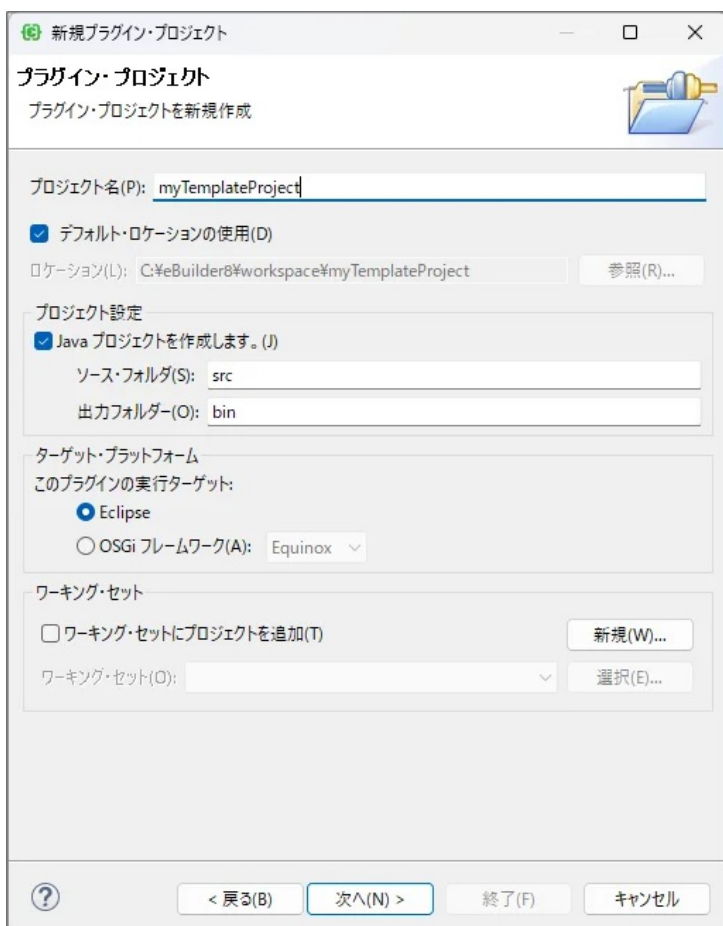 新規プラグイン・プロジェクト
プラグイン・プロジェクト
プラグイン・プロジェクトを新規作成
プロジェクト名(P): myTemplateProject
デフォルト・ロケーションの使用(D)
ロケーション(L): C:¥eBuilder8¥workspace¥myTemplateProject 参照(R)...
プロジェクト設定
Java プロジェクトを作成します。(J)
ソース・フォルダ(S): src
出力フォルダー(O): bin
ターゲット・プラットフォーム
このプラグインの実行ターゲット:
Eclipse
OSGi フレームワーク(A): Equinox
ワーキング・セット
ワーキング・セットにプロジェクトを追加(T) 新規(W)...
ワーキング・セット(O): 選択(E)...
? < 戻る(B) 次へ(N) > 終了(F) キャンセル